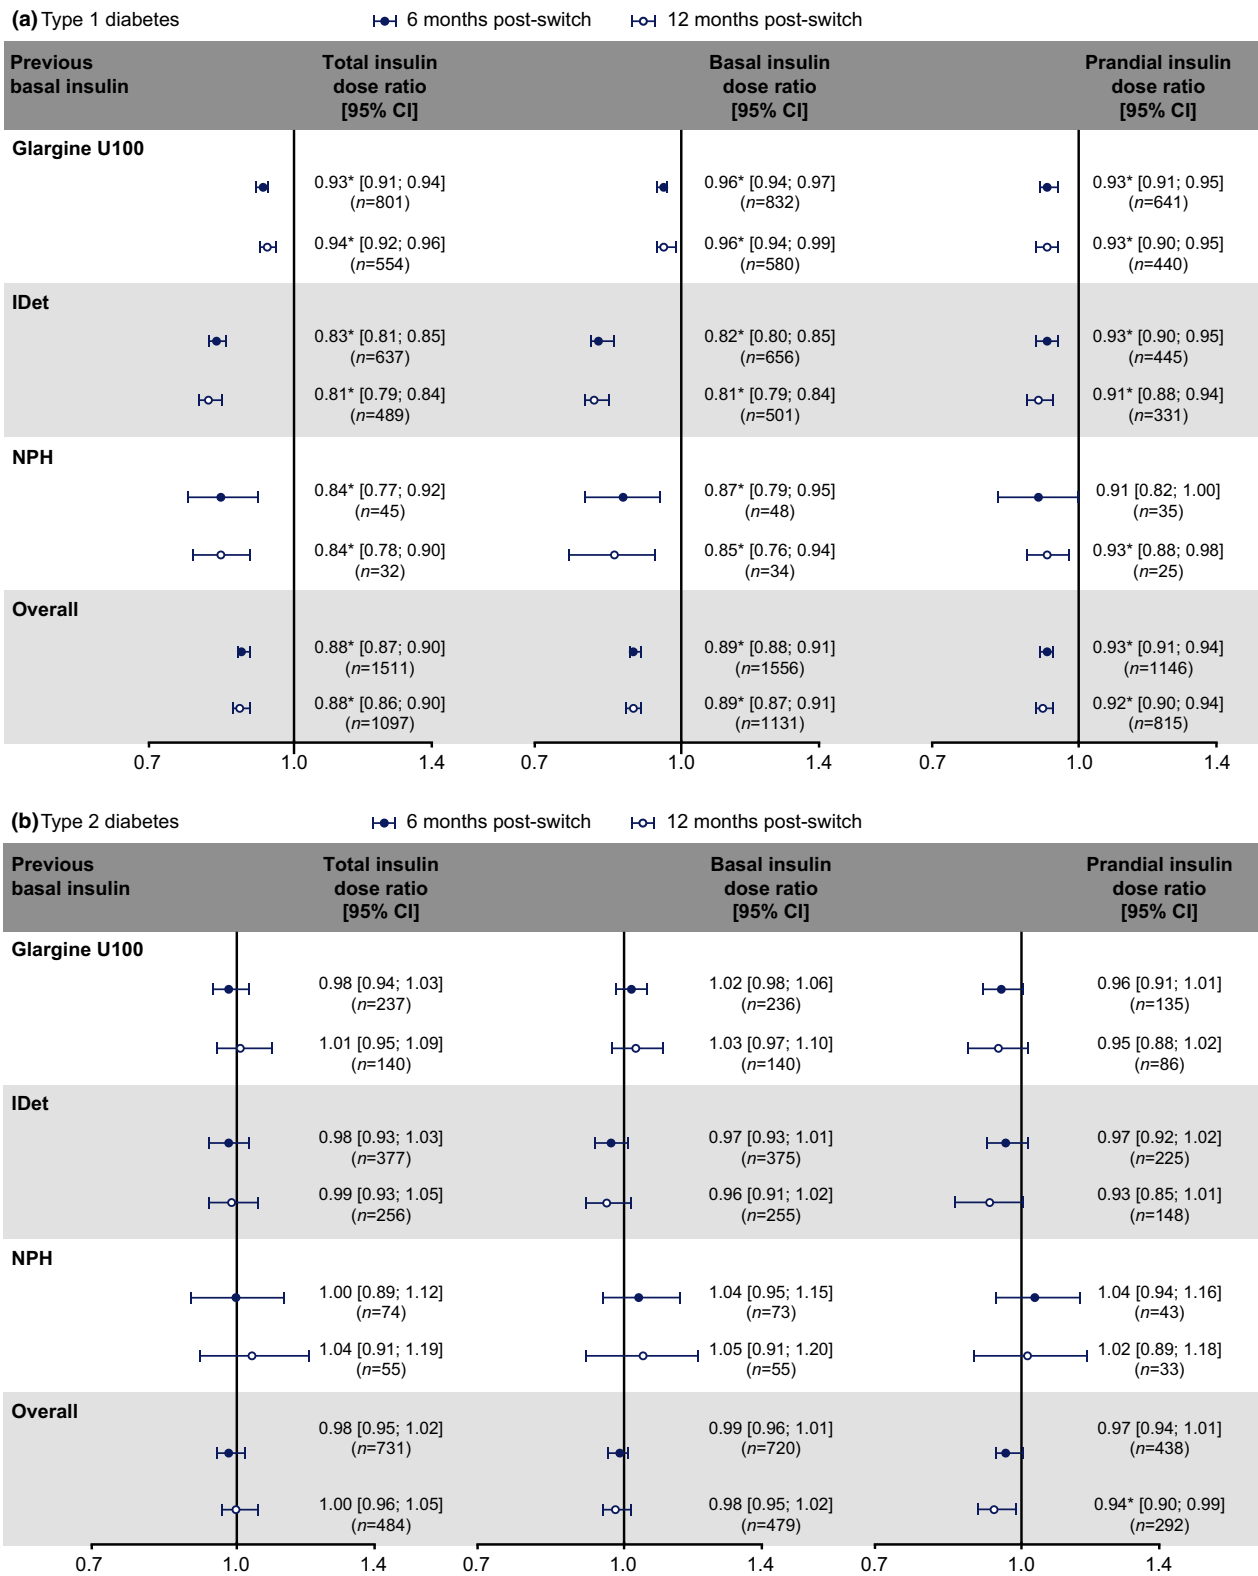 (a) Type 1 diabetes 6 months post-switch 12 months post-switch
Previous basal insulin
Total insulin dose ratio [95% CI]
Basal insulin dose ratio [95% CI]
Prandial insulin dose ratio [95% CI]
Glargine U100
0.93* [0.91; 0.94] 0.96* [0.94; 0.97] 0.93* [0.91; 0.95]
(n=801) (n=832) (n=641)
0.94* [0.92; 0.96] 0.96* [0.94; 0.99] 0.93* [0.90; 0.95]
(n=554) (n=580) (n=440)
IDet
0.83* [0.81; 0.85] 0.82* [0.80; 0.85] 0.93* [0.90; 0.95]
(n=637) (n=656) (n=445)
0.81* [0.79; 0.84] 0.81* [0.79; 0.84] 0.91* [0.88; 0.94]
(n=489) (n=501) (n=331)
NPH
0.84* [0.77; 0.92] 0.87* [0.79; 0.95] 0.91 [0.82; 1.00]
(n=45) (n=48) (n=35)
0.84* [0.78; 0.90] 0.85* [0.76; 0.94] 0.93* [0.88; 0.98]
(n=32) (n=34) (n=25)
Overall
0.88* [0.87; 0.90] 0.89* [0.88; 0.91] 0.93* [0.91; 0.94]
(n=1511) (n=1556) (n=1146)
0.88* [0.86; 0.90] 0.89* [0.87; 0.91] 0.92* [0.90; 0.94]
(n=1097) (n=1131) (n=815)
0.7 1.0 1.4 0.7 1.0 1.4 0.7 1.0 1.4
(b) Type 2 diabetes 6 months post-switch 12 months post-switch
Previous basal insulin
Total insulin dose ratio [95% CI]
Basal insulin dose ratio [95% CI]
Prandial insulin dose ratio [95% CI]
Glargine U100
0.98 [0.94; 1.03] 1.02 [0.98; 1.06] 0.96 [0.91; 1.01]
(n=237) (n=236) (n=135)
1.01 [0.95; 1.09] 1.03 [0.97; 1.10] 0.95 [0.88; 1.02]
(n=140) (n=140) (n=86)
IDet
0.98 [0.93; 1.03] 0.97 [0.93; 1.01] 0.97 [0.92; 1.02]
(n=377) (n=375) (n=225)
0.99 [0.93; 1.05] 0.96 [0.91; 1.02] 0.93 [0.85; 1.01]
(n=256) (n=255) (n=148)
NPH
1.00 [0.89; 1.12] 1.04 [0.95; 1.15] 1.04 [0.94; 1.16]
(n=74) (n=73) (n=43)
1.04 [0.91; 1.19] 1.05 [0.91; 1.20] 1.02 [0.89; 1.18]
(n=55) (n=55) (n=33)
Overall
0.98 [0.95; 1.02] 0.99 [0.96; 1.01] 0.97 [0.94; 1.01]
(n=731) (n=720) (n=438)
1.00 [0.96; 1.05] 0.98 [0.95; 1.02] 0.94* [0.90; 0.99]
(n=484) (n=479) (n=292)
0.7 1.0 1.4 0.7 1.0 1.4 0.7 1.0 1.4